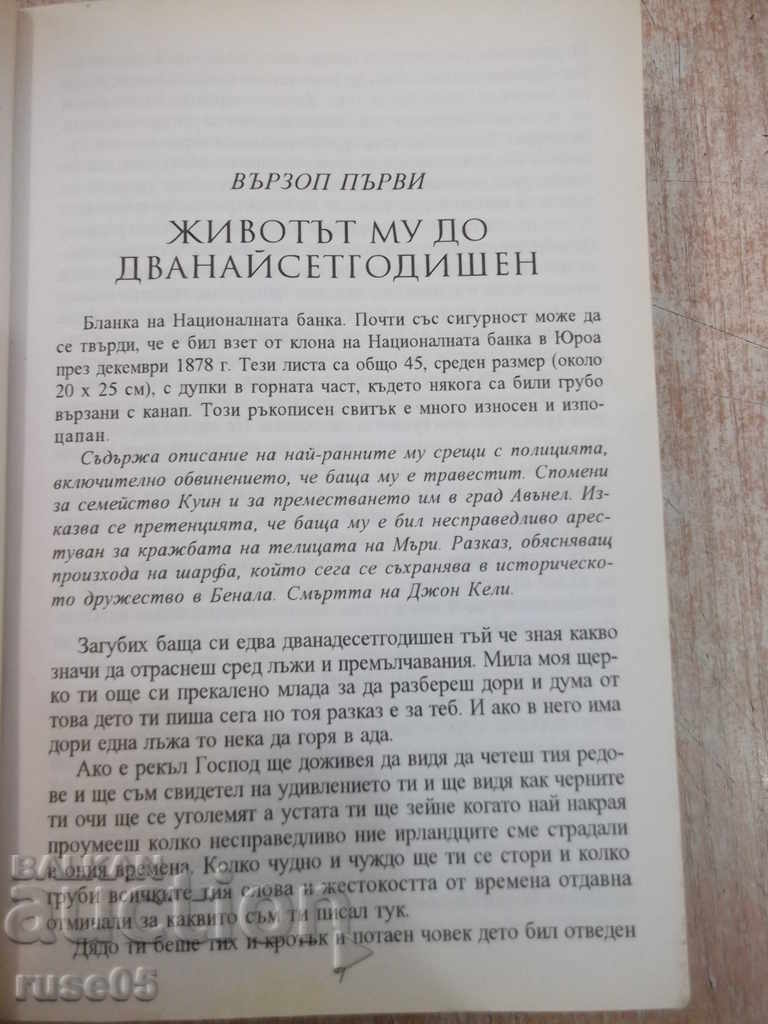 ВЪРЗОП ПЪРВИ
ЖИВОТЪТ МУ ДО
ДВАНАЙСЕТГОДИШЕН
Бланка на Националната банка. Почти със сигурност може да
се твърди, че е бил взет от клона на Националната банка в Юроа
през декември 1878 г. Тези листа са общо 45, среден размер (около
20 х 25 см), с дупки в горната част, където някога са били грубо
вързани с канап. Този ръкописен свитък е много износен и изпо-
цапан.
Съдържа описание на най-ранните му срещи с полицията,
включително обвинението, че баща му е травестит. Спомени
за семейство Куин и за преместването им в град Авънел. Из-
казва се претенцията, че баща му е бил несправедливо арес-
туван за кражбата на телицата на Мъри. Разказ, обясняващ
произхода на шарфа, който сега се съхранява в историческо-
то дружество в Бенала. Смъртта на Джон Кели.
Загубих баща си едва дванадесетгодишен тъй че зная какво
значи да отраснеш сред лъжи и премълчавания. Мила моя щер-
ко ти още си прекалено млада за да разбереш дори и дума от
това дето ти пиша сега но тоя разказ е за теб. И ако в него има
дори една лъжа то нека да горя в ада.
Ако е рекъл Господ ще доживея да видя да четеш тия редо-
ве и ще съм свидетел на удивлението ти и ще видя как черните
ти очи ще се уголемят а устата ти ще зейне когато най накрая
проумееш колко несправедливо ние ирландците сме страдали
в ония времена. Колко чудно и чуждо ще ти се стори и колко
груби всичките тия слова и жестокостта от времена отдавна
отмичали за каквито съм ти писал тук.
Дядо ти беше тих и кротък и потаен човек дето бил отведен
BALKAN
auction
ruse05